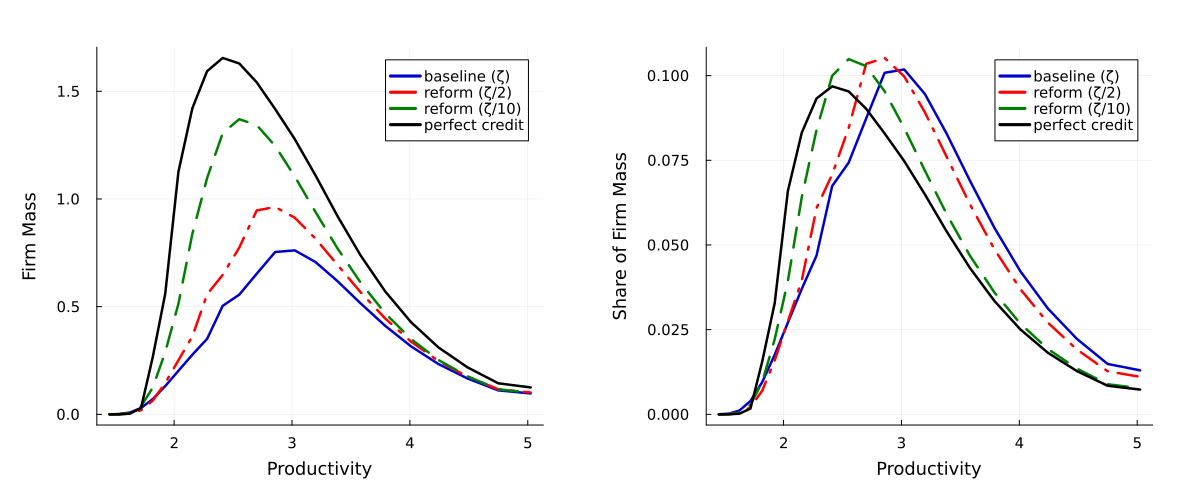 Firm Mass
1.5
1.0
0.5
0.0
2 3 4 5
Productivity
baseline (ζ)
reform (ζ/2)
reform (ζ/10)
perfect credit
Share of Firm Mass
0.100
0.075
0.050
0.025
0.000
2 3 4 5
Productivity
baseline (ζ)
reform (ζ/2)
reform (ζ/10)
perfect credit